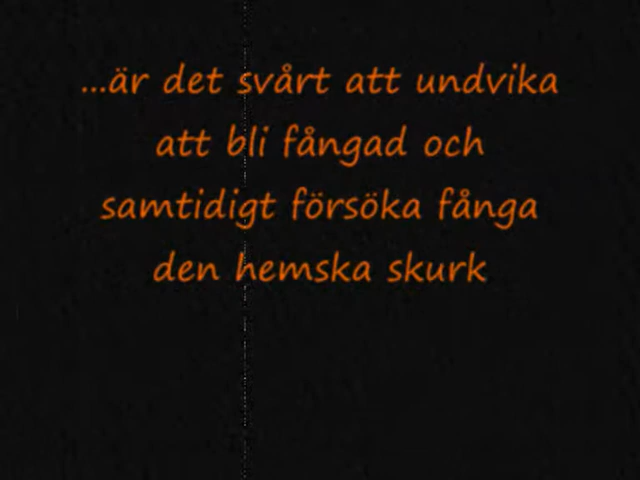 ...är det svårt att undvika
att bli fångad och
samtidigt försöka fånga
den hemska skurk